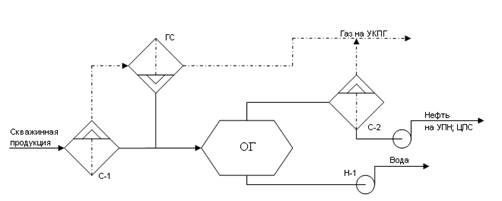 ГС
Газ на УКПГ
Скважинная
продукция
С-1
ОГ
С-2
Нефть
на УПН; ЦПС
Н-1
Вода